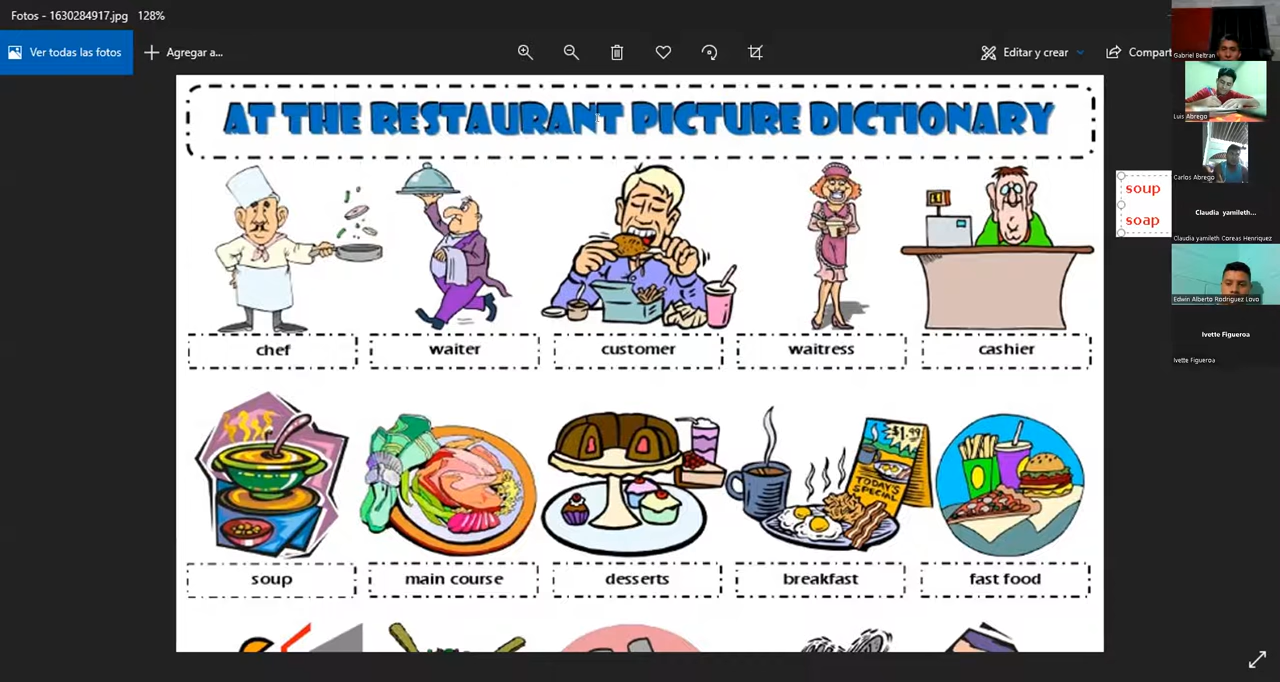 Fotos - 1630284917.jpg 128%
Ver todas las fotos
Agregar a...
Editar y crear
Compart
AT THE RESTAURANT PICTURE DICTIONARY
chef
waiter
customer
waitress
cashier
$1.99
TODAY'S
SPECIAL
soup
main course
desserts
breakfast
fast food
soup
soap
Gabriel Beltran
Luis Abrego
Carlos Abrego
Claudia yamileth...
Claudia yamileth Coreas Henriquez
Edwin Alberto Rodriguez Lovo
Ivette Figueroa
Ivette Figueroa